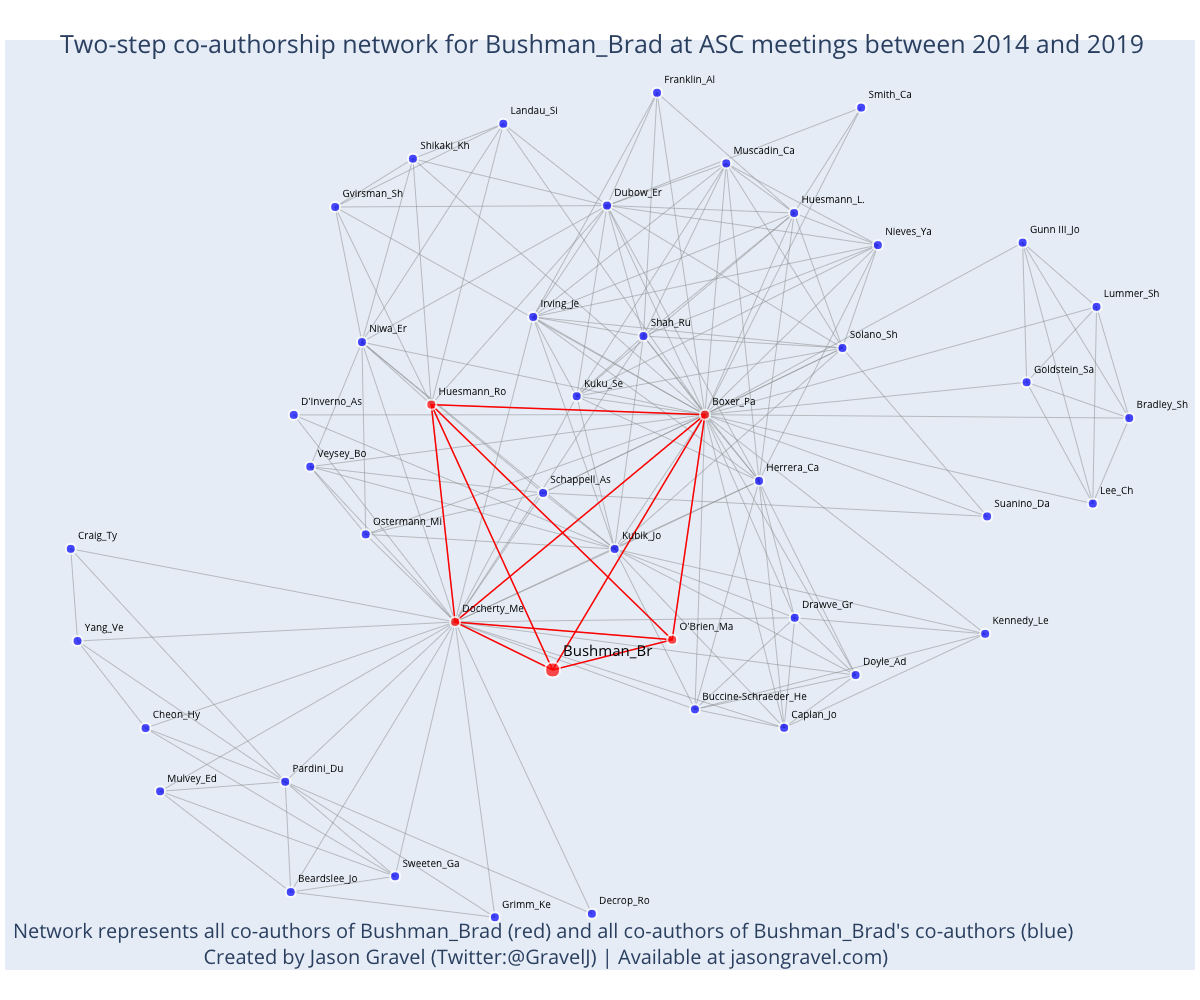 Two-step co-authorship network for Bushman_Brad at ASC meetings between 2014 and 2019
Franklin_Al
Smith_Ca
Landau_Si
Shikaki_Kh
Muscadin_Ca
Gvirsman_Sh
Dubow_Er
Huesmann_L.
Nieves_Ya
Gunn III_Jo
Lummer_Sh
Irving_Je
Niwa_Er
Shah_Ru
Solano_Sh
Goldstein_Sa
Huesmann_Ro
Kuku_Se
D'Inverno_As
Boxer_Pa
Bradley_Sh
Veysey_Bo
Schappell_As
Herrera_Ca
Lee_Ch
Suanino_Da
Ostermann_Mi
Craig_Ty
Kubik_Jo
Docherty_Me
Drawve_Gr
Yang_Ve
O'Brien_Ma
Kennedy_Le
Bushman_Br
Doyle_Ad
Buccine-Schraeder_He
Cheon_Hy
Caplan_Jo
Pardini_Du
Mulvey_Ed
Sweeten_Ga
Beardslee_Jo
Grimm_Ke
Decrop_Ro
Network represents all co-authors of Bushman_Brad (red) and all co-authors of Bushman_Brad's co-authors (blue)
Created by Jason Gravel (Twitter:@GravelJ) | Available at jasongravel.com)